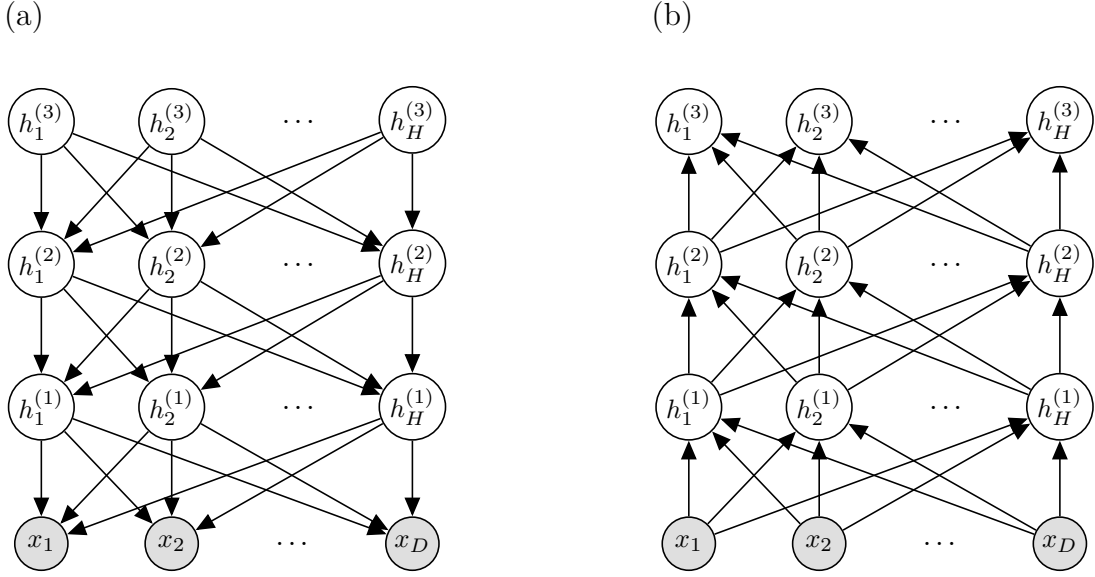 (a) (b)
h_1^{(3)} h_2^{(3)} ⋯ h_H^{(3)} h_1^{(3)} h_2^{(3)} ⋯ h_H^{(3)}
h_1^{(2)} h_2^{(2)} ⋯ h_H^{(2)} h_1^{(2)} h_2^{(2)} ⋯ h_H^{(2)}
h_1^{(1)} h_2^{(1)} ⋯ h_H^{(1)} h_1^{(1)} h_2^{(1)} ⋯ h_H^{(1)}
x_1 x_2 ⋯ x_D x_1 x_2 ⋯ x_D